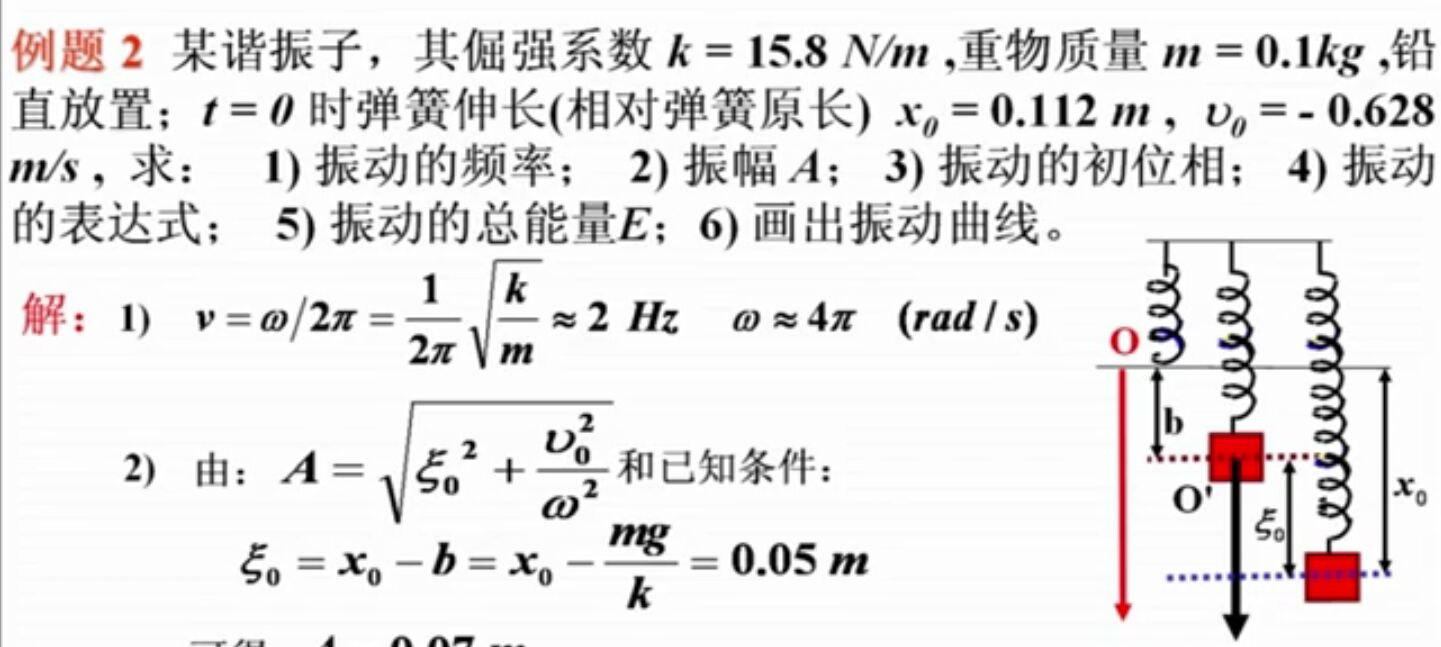 例题 2 某谐振子，其倔强系数 k = 15.8 N/m ,重物质量 m = 0.1kg ,铅
直放置；t = 0 时弹簧伸长(相对弹簧原长) x₀ = 0.112 m , υ₀ = - 0.628
m/s , 求： 1) 振动的频率； 2) 振幅 A； 3) 振动的初位相； 4) 振动
的表达式； 5) 振动的总能量E；6) 画出振动曲线。
解： 1) ν = ω/2π = 1/2π √(k/m) ≈ 2 Hz ω ≈ 4π (rad / s)
2) 由： A = √(ξ₀² + υ₀²/ω²) 和已知条件：
ξ₀ = x₀ − b = x₀ − mg/k = 0.05 m
可得 A 0.07 m
O
b
O'
ξ₀
x₀